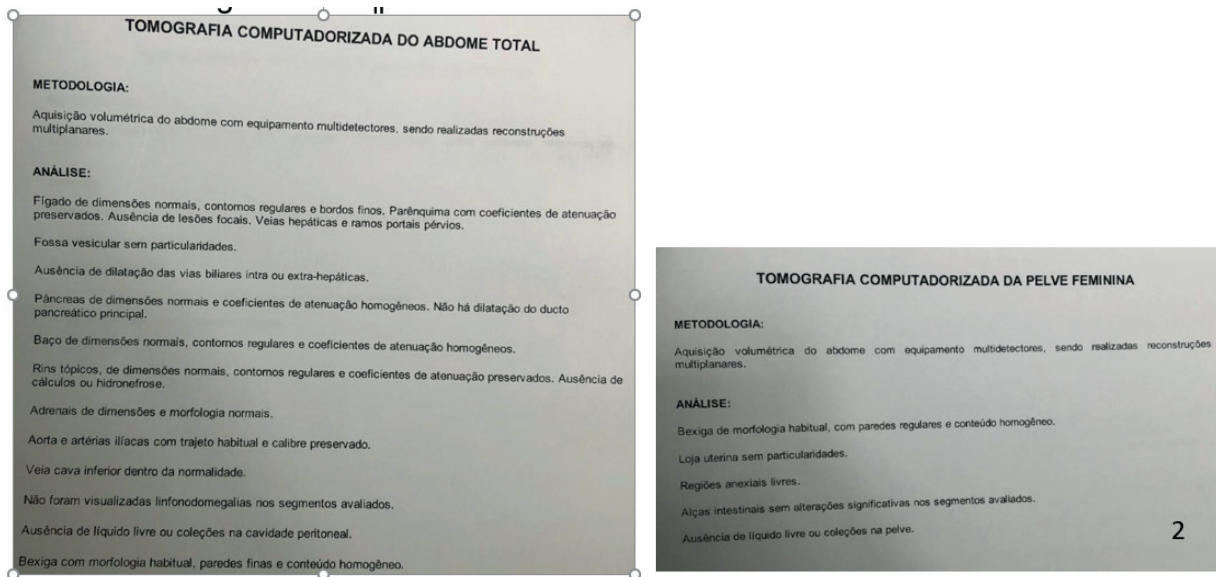 TOMOGRAFIA COMPUTADORIZADA DO ABDOME TOTAL
METODOLOGIA:
Aquisição volumétrica do abdome com equipamento multidetectores, sendo realizadas reconstruções
multiplanares.
ANÁLISE:
Fígado de dimensões normais, contornos regulares e bordos finos. Parênquima com coeficientes de atenuação
preservados. Ausência de lesões focais. Veias hepáticas e ramos portais pérvios.
Fossa vesicular sem particularidades.
Ausência de dilatação das vias biliares intra ou extra-hepáticas.
Pâncreas de dimensões normais e coeficientes de atenuação homogêneos. Não há dilatação do ducto
pancreático principal.
Baço de dimensões normais, contornos regulares e coeficientes de atenuação homogêneos.
Rins tópicos, de dimensões normais, contornos regulares e coeficientes de atenuação preservados. Ausência de
cálculos ou hidronefrose.
Adrenais de dimensões e morfologia normais.
Aorta e artérias ilíacas com trajeto habitual e calibre preservado.
Veia cava inferior dentro da normalidade.
Não foram visualizadas linfonodomegalias nos segmentos avaliados.
Ausência de líquido livre ou coleções na cavidade peritoneal.
Bexiga com morfologia habitual, paredes finas e conteúdo homogêneo.
TOMOGRAFIA COMPUTADORIZADA DA PELVE FEMININA
METODOLOGIA:
Aquisição volumétrica do abdome com equipamento multidetectores, sendo realizadas reconstruções
multiplanares.
ANÁLISE:
Bexiga de morfologia habitual, com paredes regulares e conteúdo homogêneo.
Loja uterina sem particularidades.
Regiões anexiais livres.
Alças intestinais sem alterações significativas nos segmentos avaliados.
Ausência de líquido livre ou coleções na pelve.
2